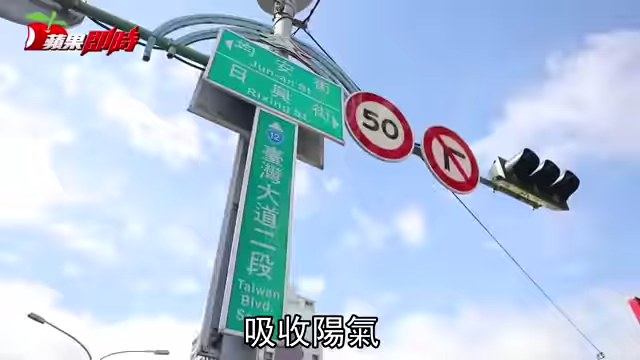 蘋果即時
均安街
Jun-an St.
日興街
Rixing St.
12
臺灣大道二段
Taiwan
Blvd.
50
吸收陽氣